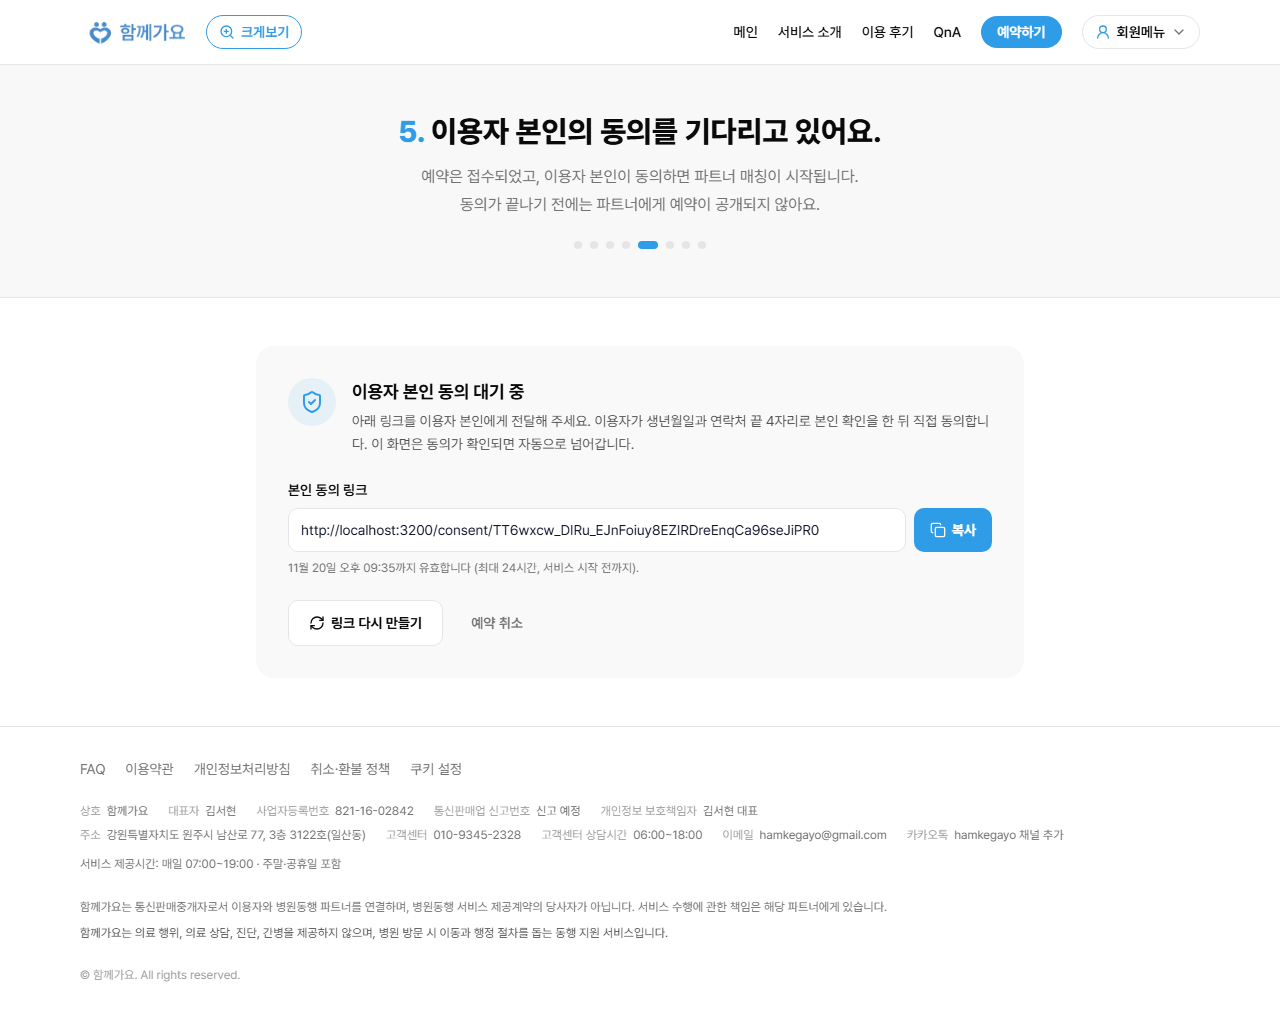 함께가요
크게보기
메인
서비스 소개
이용 후기
QnA
예약하기
회원메뉴
5. 이용자 본인의 동의를 기다리고 있어요.
예약은 접수되었고, 이용자 본인이 동의하면 파트너 매칭이 시작됩니다.
동의가 끝나기 전에는 파트너에게 예약이 공개되지 않아요.
이용자 본인 동의 대기 중
아래 링크를 이용자 본인에게 전달해 주세요. 이용자가 생년월일과 연락처 끝 4자리로 본인 확인을 한 뒤 직접 동의합니
다. 이 화면은 동의가 확인되면 자동으로 넘어갑니다.
본인 동의 링크
http://localhost:3200/consent/TT6wxcw_DlRu_EJnFoiuy8EZlRDreEnqCa96seJiPR0
복사
11월 20일 오후 09:35까지 유효합니다 (최대 24시간, 서비스 시작 전까지).
링크 다시 만들기
예약 취소
FAQ 이용약관 개인정보처리방침 취소·환불 정책 쿠키 설정
상호 함께가요 대표자 김서현 사업자등록번호 821-16-02842 통신판매업 신고번호 신고 예정 개인정보 보호책임자 김서현 대표
주소 강원특별자치도 원주시 남산로 77, 3층 3122호(일산동) 고객센터 010-9345-2328 고객센터 상담시간 06:00~18:00 이메일 hamkegayo@gmail.com 카카오톡 hamkegayo 채널 추가
서비스 제공시간: 매일 07:00~19:00 · 주말·공휴일 포함
함께가요는 통신판매중개자로서 이용자와 병원동행 파트너를 연결하며, 병원동행 서비스 제공계약의 당사자가 아닙니다. 서비스 수행에 관한 책임은 해당 파트너에게 있습니다.
함께가요는 의료 행위, 의료 상담, 진단, 간병을 제공하지 않으며, 병원 방문 시 이동과 행정 절차를 돕는 동행 지원 서비스입니다.
© 함께가요. All rights reserved.